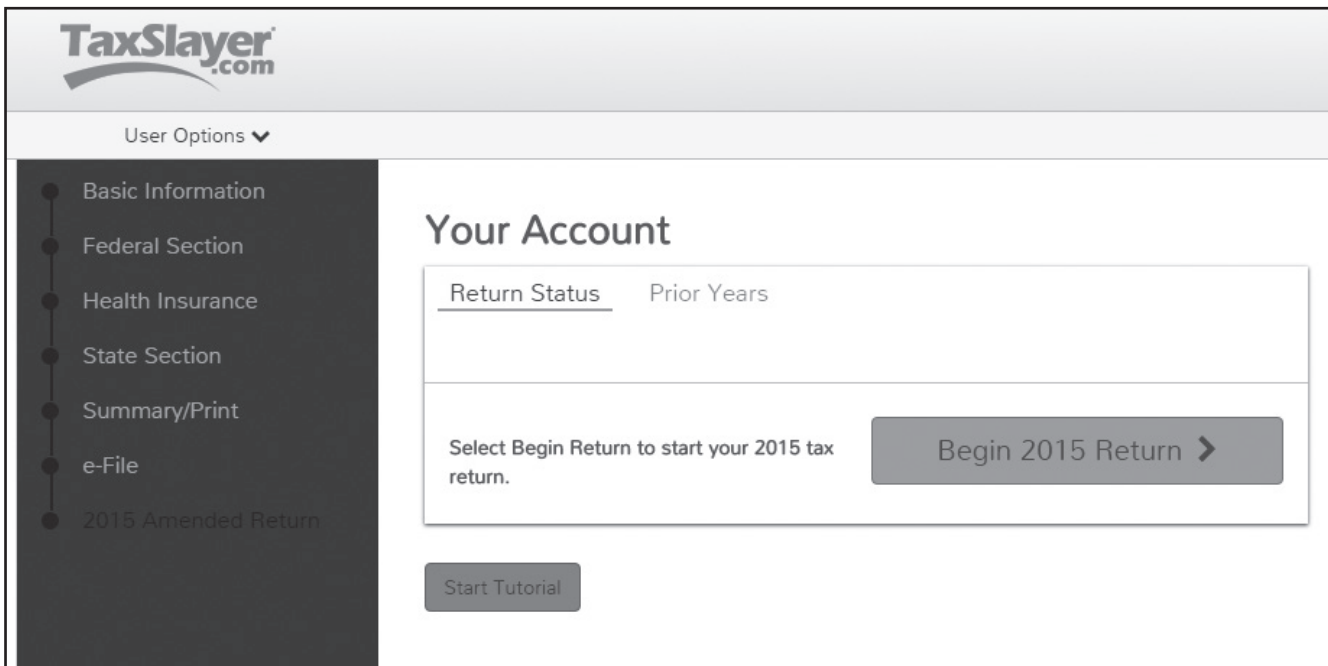 TaxSlayer
.com
User Options
Basic Information
Federal Section
Health Insurance
State Section
Summary/Print
e-File
2015 Amended Return
Your Account
Return Status Prior Years
Select Begin Return to start your 2015 tax
return.
Begin 2015 Return
Start Tutorial